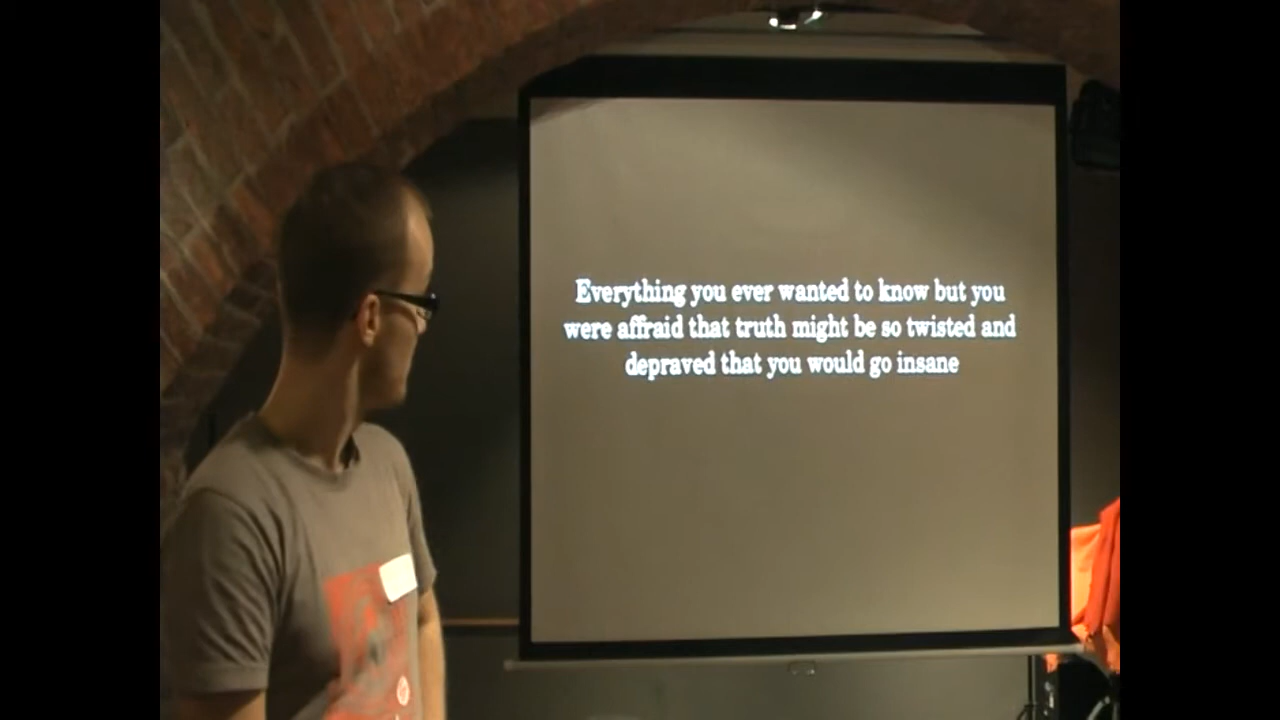 Everything you ever wanted to know but you
were affraid that truth might be so twisted and
depraved that you would go insane